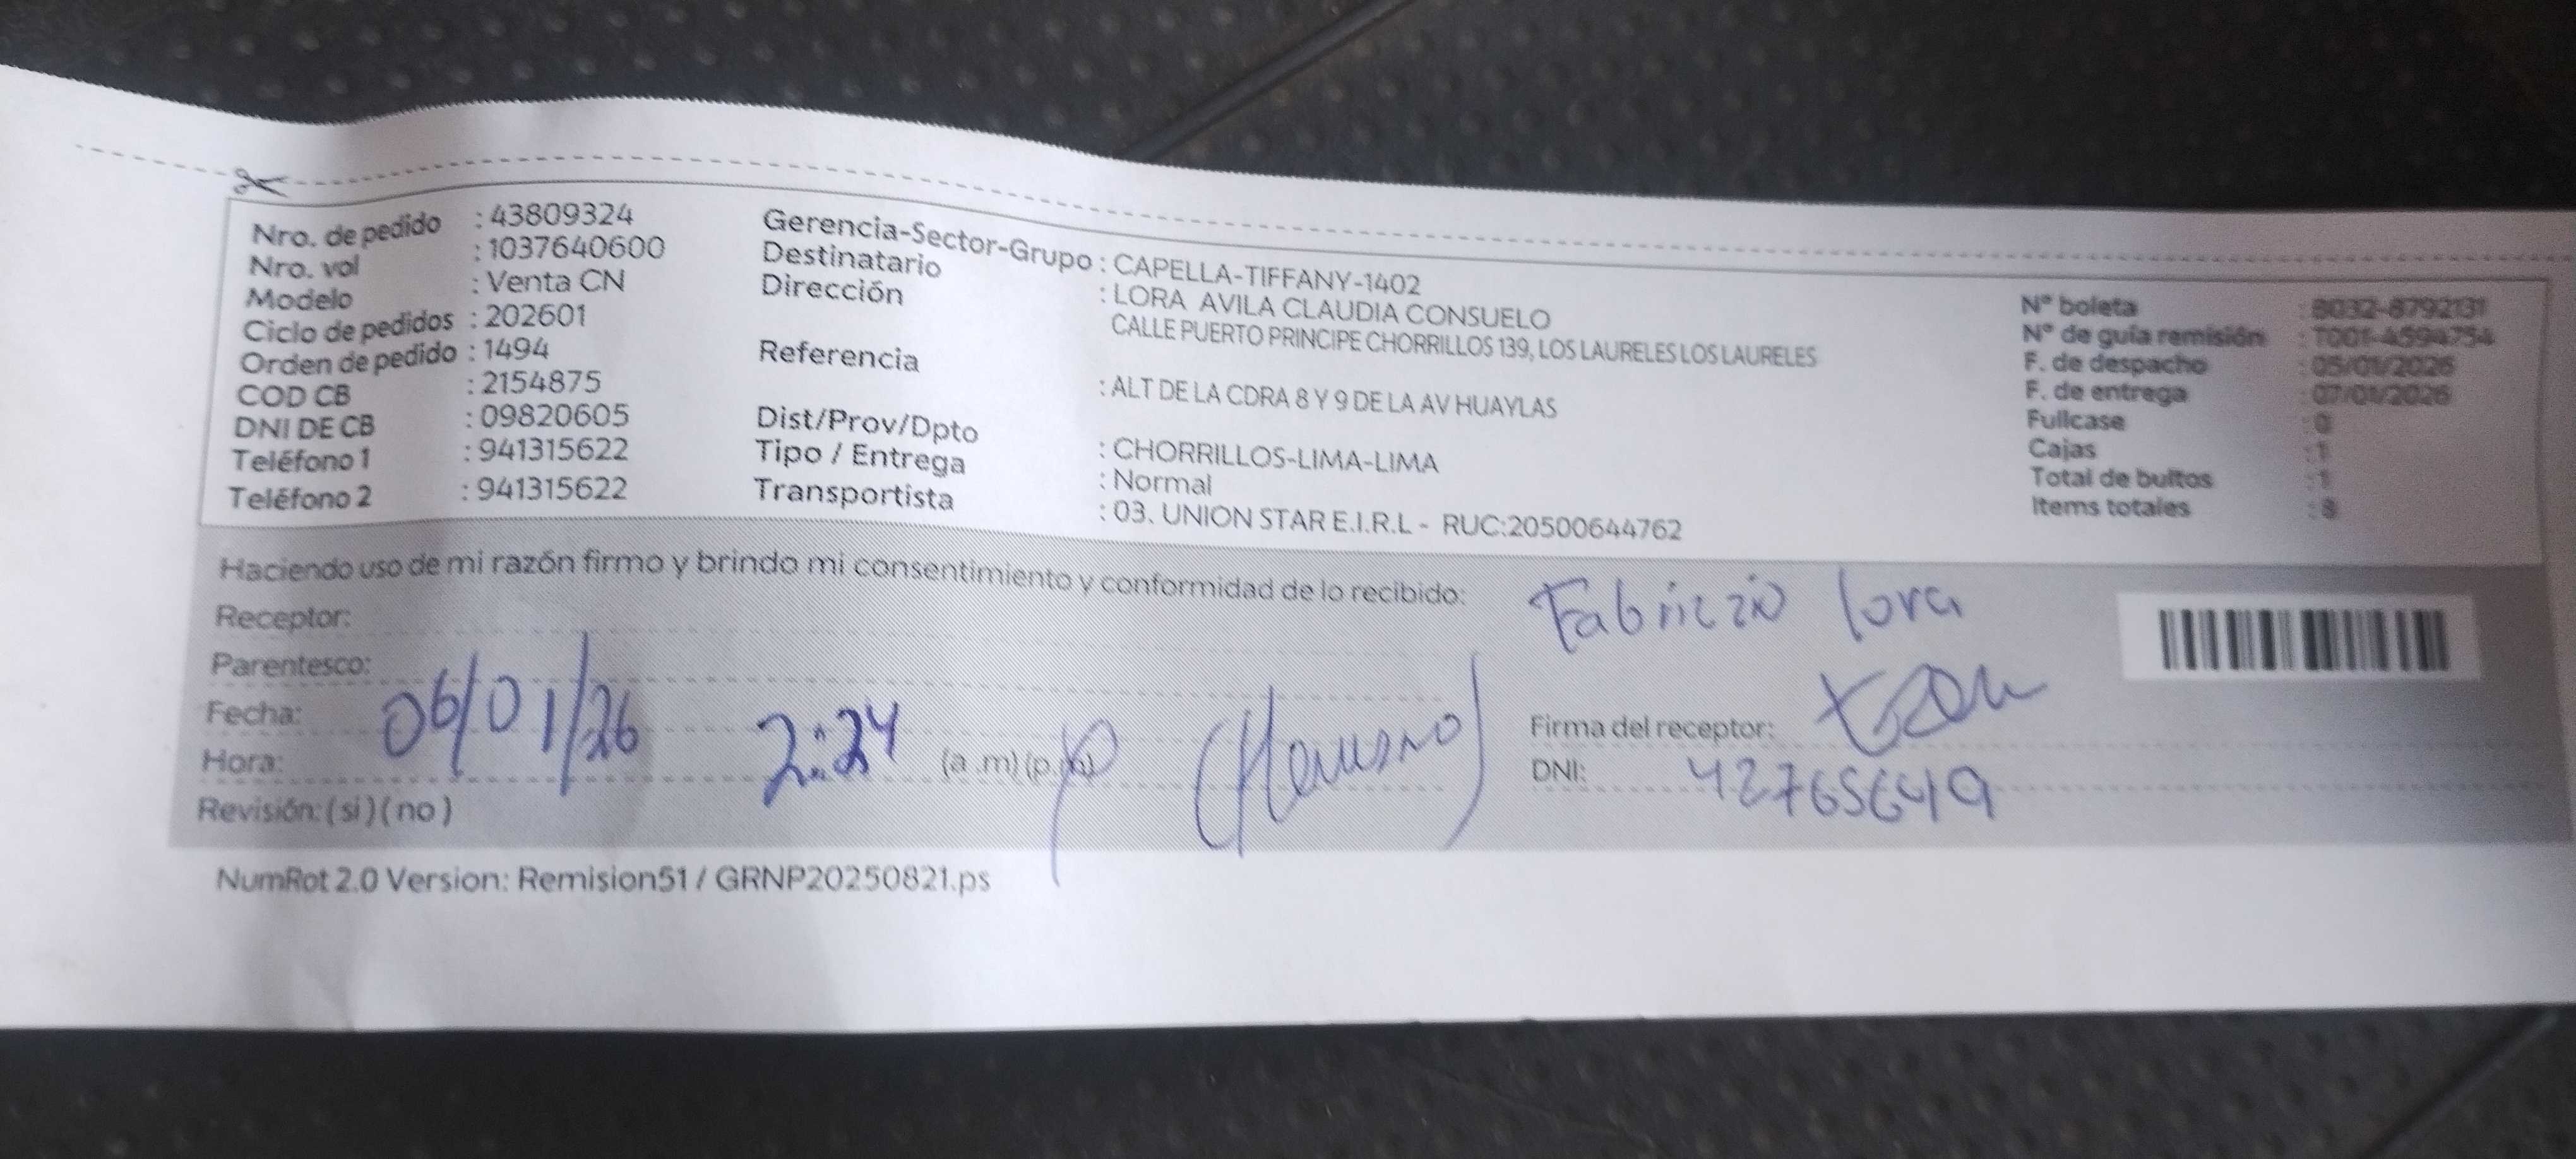 Nro. de pedido : 43809324
Nro. vol : 1037640600
Modelo : Venta CN
Ciclo de pedidos : 202601
Orden de pedido : 1494
COD CB : 2154875
DNI DE CB : 09820605
Teléfono 1 : 941315622
Teléfono 2 : 941315622
Gerencia-Sector-Grupo : CAPELLA-TIFFANY-1402
Destinatario : LORA AVILA CLAUDIA CONSUELO
Dirección CALLE PUERTO PRINCIPE CHORRILLOS 139, LOS LAURELES LOS LAURELES
Referencia : ALT DE LA CDRA 8 Y 9 DE LA AV HUAYLAS
Dist/Prov/Dpto : CHORRILLOS-LIMA-LIMA
Tipo / Entrega : Normal
Transportista : 03. UNION STAR E.I.R.L - RUC:20500644762
N° boleta : B032-8792131
N° de guía remisión : T001-4594754
F. de despacho : 05/01/2026
F. de entrega : 07/01/2026
Fullcase : 0
Cajas : 1
Total de bultos : 1
Items totales : 8
Haciendo uso de mi razón firmo y brindo mi consentimiento y conformidad de lo recibido:
Receptor: Fabrizzio lora
Parentesco: (Hermano)
Fecha: 06/01/26
Hora: 2:24 (a.m) (p.m)
Revisión: (si) (no)
Firma del receptor:
DNI: 42765649
NumRot 2.0 Version: Remision51 / GRNP20250821.ps